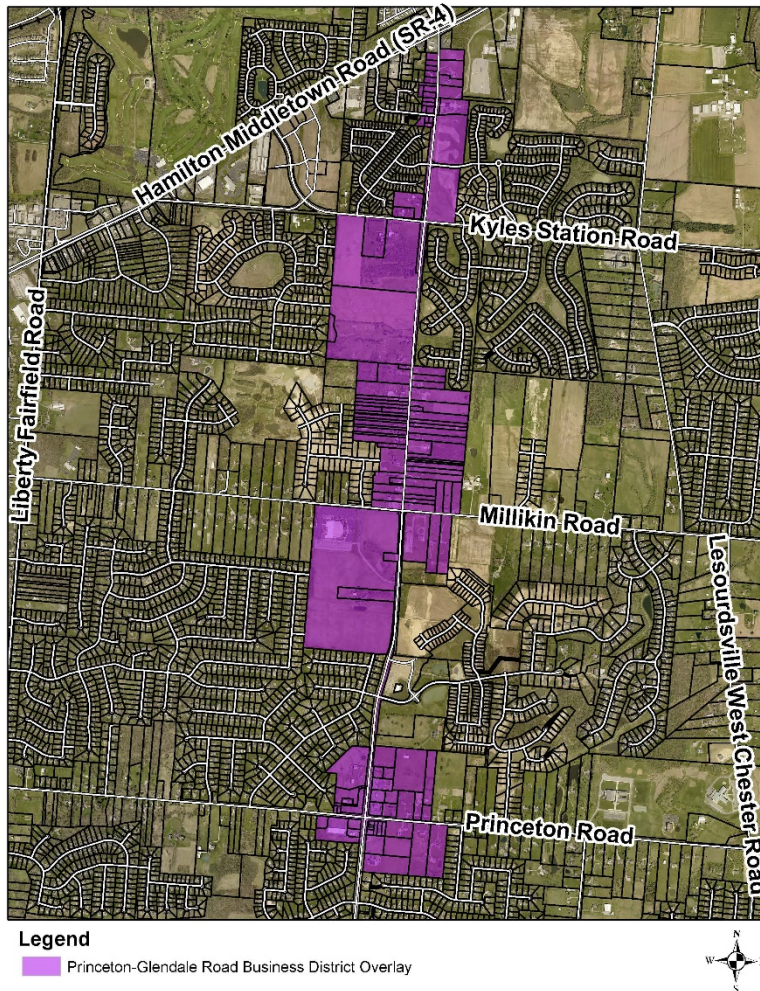 Hamilton-Middletown Road (SR-4)
Kyles Station Road
Liberty-Fairfield Road
Millikin Road
Lesourdsville West Chester Road
Princeton Road
Legend
Princeton-Glendale Road Business District Overlay
N
W
S